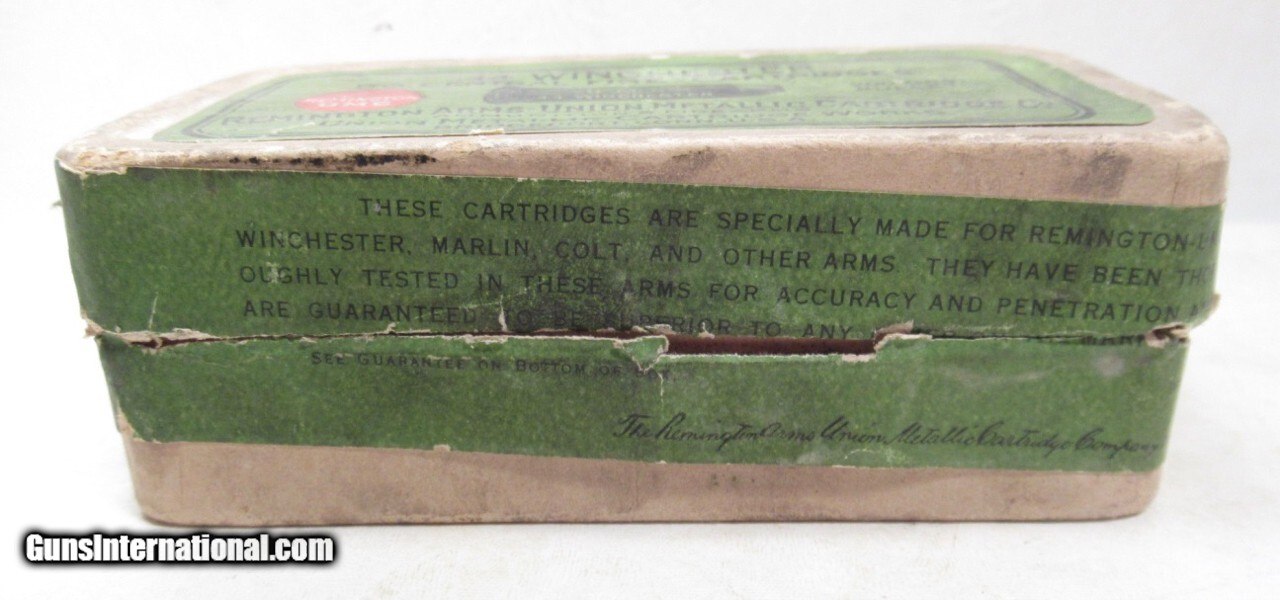 WINCHESTER
REMINGTON ARMS UNION METALLIC CARTRIDGE CO
THESE CARTRIDGES ARE SPECIALLY MADE FOR REMINGTON-U
WINCHESTER, MARLIN, COLT, AND OTHER ARMS. THEY HAVE BEEN TH
OUGHLY TESTED IN THESE ARMS FOR ACCURACY AND PENETRATION A
ARE GUARANTEED TO BE SUPERIOR TO ANY
SEE GUARANTEE ON BOTTOM OF
The Remington Arms Union Metallic Cartridge Company
GunsInternational.com